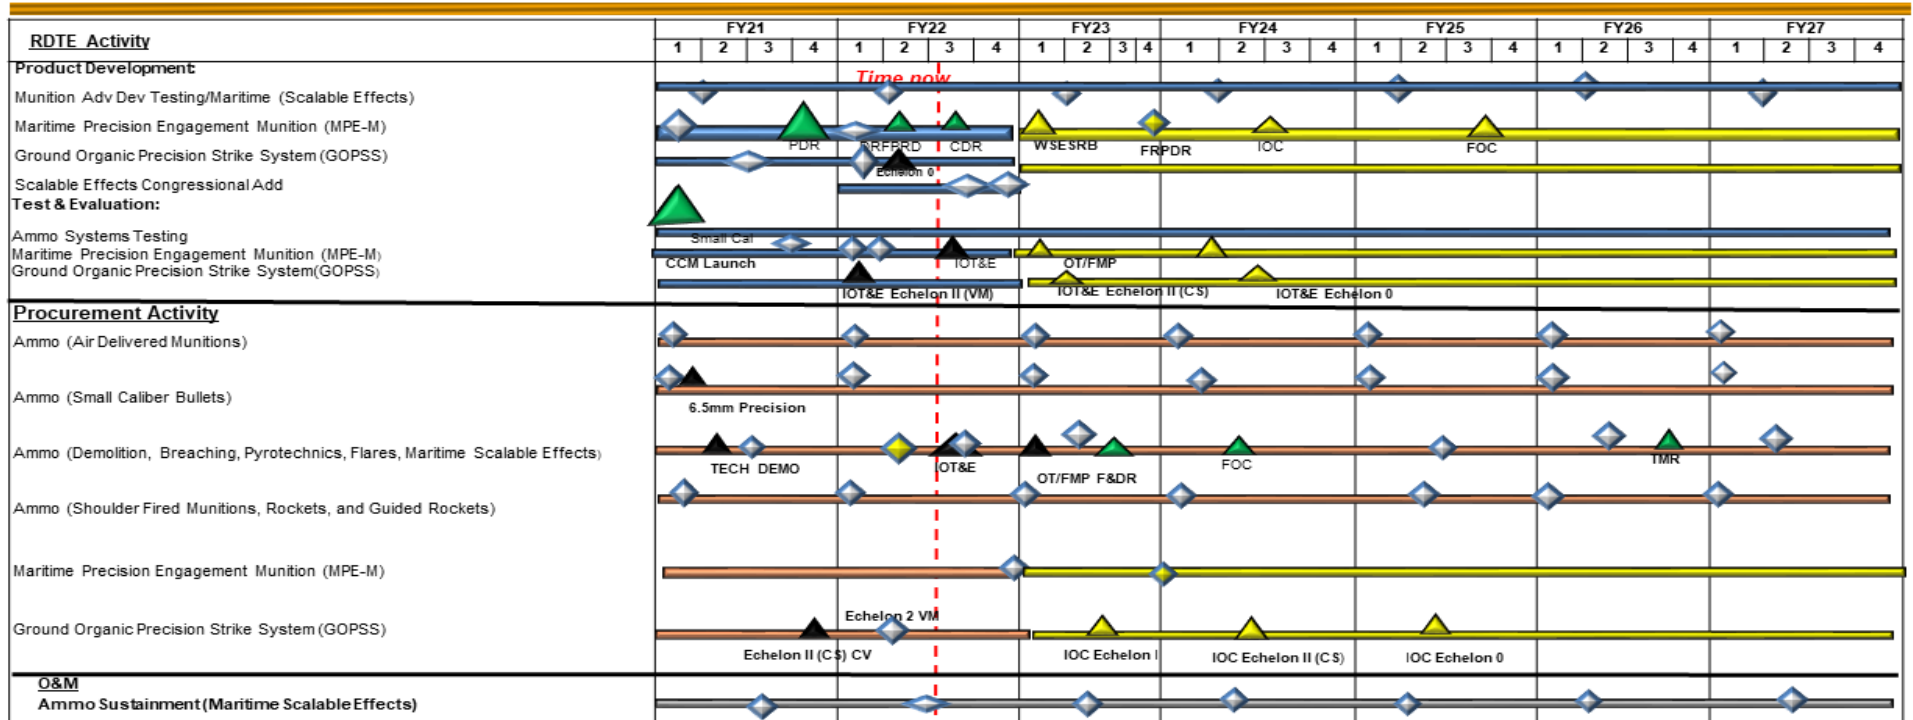 FY21 FY22 FY23 FY24 FY25 FY26 FY27
RDTE Activity
1 2 3 4 1 2 3 4 1 2 3 4 1 2 3 4 1 2 3 4 1 2 3 4 1 2 3 4
Product Development:
Time now
Munition Adv Dev Testing/Maritime (Scalable Effects)
Maritime Precision Engagement Munition (MPE-M)
PDR DRFPRD CDR WSESRB FRPDR IOC FOC
Ground Organic Precision Strike System (GOPSS)
Echelon 0
Scalable Effects Congressional Add
Test & Evaluation:
Ammo Systems Testing
Small Cal
Maritime Precision Engagement Munition (MPE-M)
CCM Launch IOT&E OT/FMP
Ground Organic Precision Strike System(GOPSS)
IOT&E Echelon II (VM) IOT&E Echelon II (CS) IOT&E Echelon 0
Procurement Activity
Ammo (Air Delivered Munitions)
Ammo (Small Caliber Bullets)
6.5mm Precision
Ammo (Demolition, Breaching, Pyrotechnics, Flares, Maritime Scalable Effects)
TECH DEMO IOT&E OT/FMP F&DR FOC TMR
Ammo (Shoulder Fired Munitions, Rockets, and Guided Rockets)
Maritime Precision Engagement Munition (MPE-M)
Echelon 2 VM
Ground Organic Precision Strike System (GOPSS)
Echelon II (CS) CV IOC Echelon I IOC Echelon II (CS) IOC Echelon 0
O&M
Ammo Sustainment (Maritime Scalable Effects)